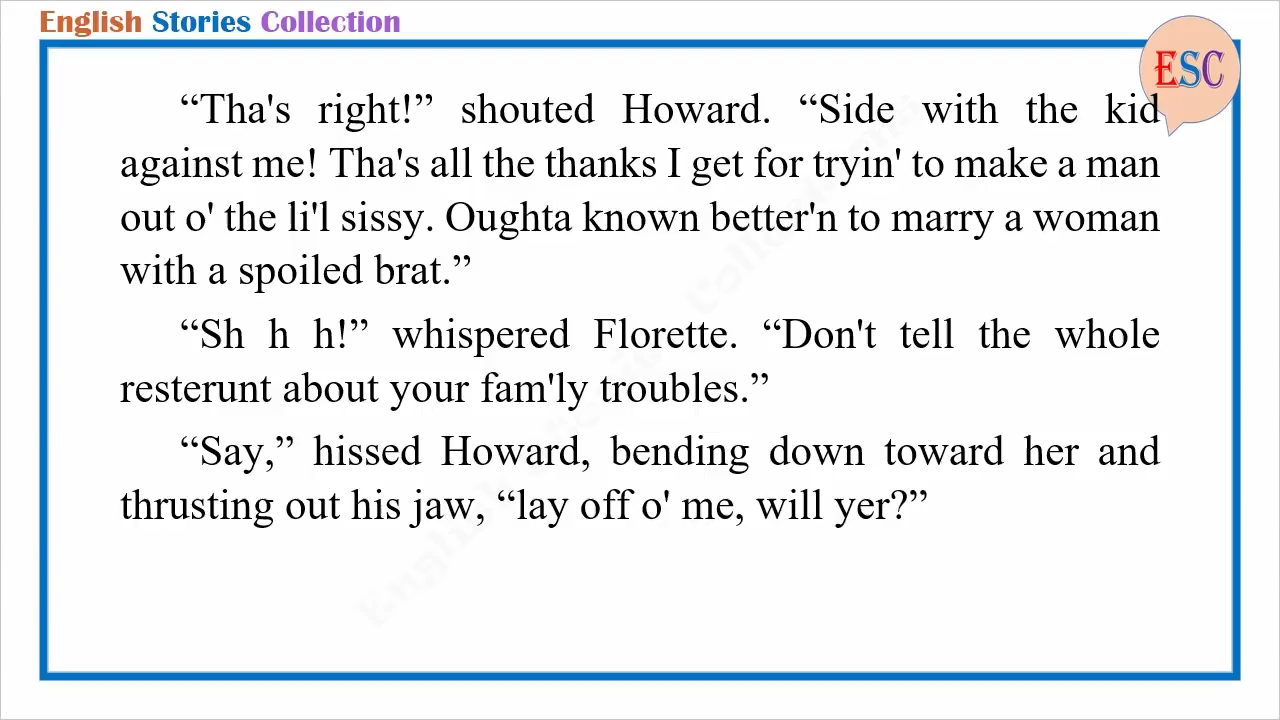 English Stories Collection
ESC
“Tha's right!” shouted Howard. “Side with the kid
against me! Tha's all the thanks I get for tryin' to make a man
out o' the li'l sissy. Oughta known better'n to marry a woman
with a spoiled brat.”
“Sh h h!” whispered Florette. “Don't tell the whole
resterunt about your fam'ly troubles.”
“Say,” hissed Howard, bending down toward her and
thrusting out his jaw, “lay off o' me, will yer?”